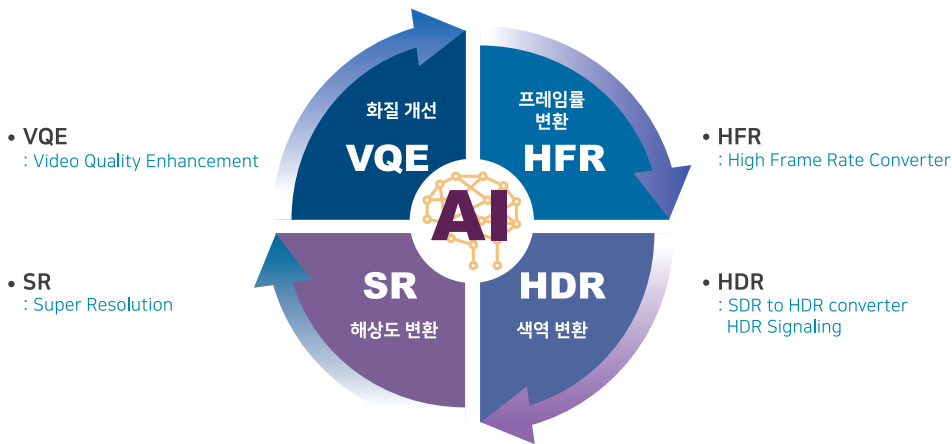 • VQE
: Video Quality Enhancement
화질 개선
VQE
프레임률
변환
HFR
• HFR
: High Frame Rate Converter
AI
• SR
: Super Resolution
SR
해상도 변환
HDR
색역 변환
• HDR
: SDR to HDR converter
HDR Signaling